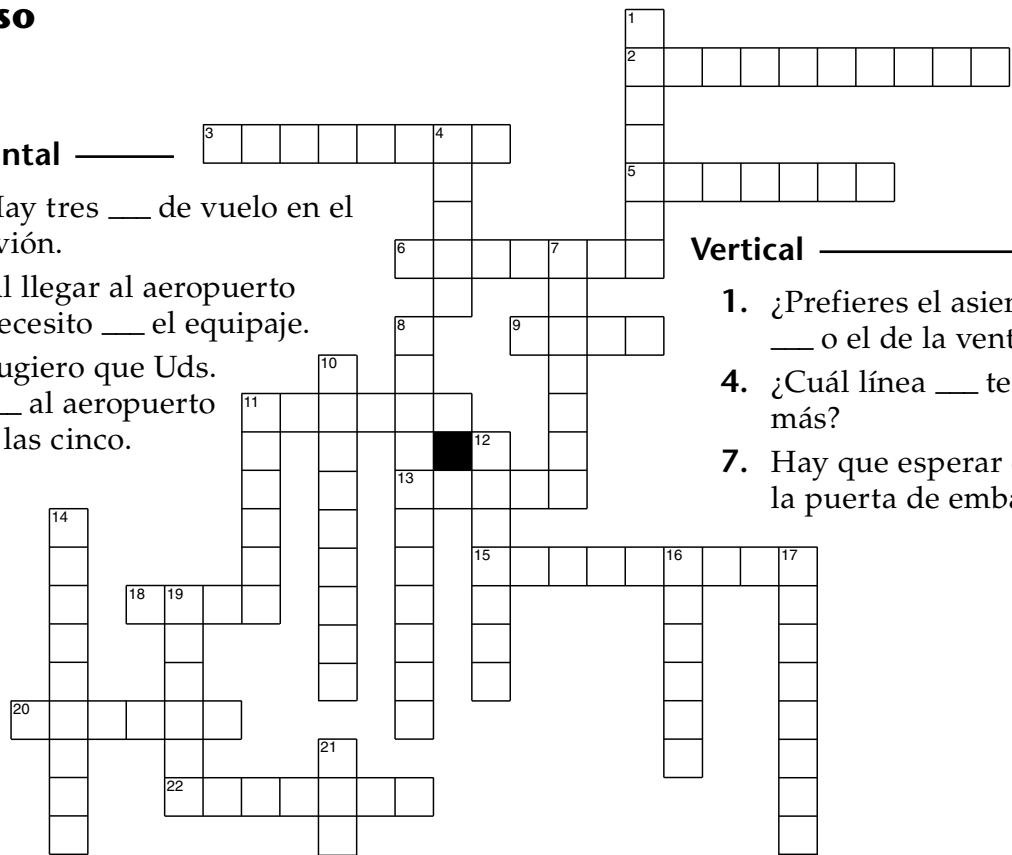 so
1
2
3 4
ntal
5
Hay tres ___ de vuelo en el
vión.
6 7
Vertical
l llegar al aeropuerto
ecesito ___ el equipaje.
1. ¿Prefieres el asien
___ o el de la vent
8 9
ugiero que Uds.
__ al aeropuerto
las cinco.
10
11
4. ¿Cuál línea ___ te
más?
12
13
7. Hay que esperar
la puerta de emba
14
15 16 17
18 19
20
21
22